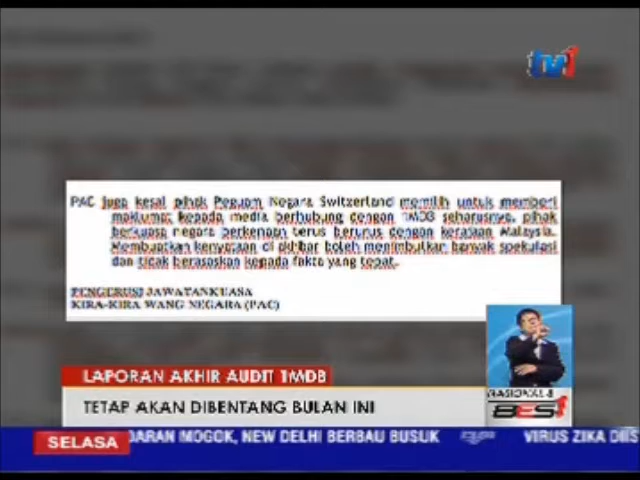 tv1
PAC juga kesal pihak Peguam Negara Switzerland memilih untuk memberi
maklumat kepada media berhubung dengan 1MDB seharusnya, pihak
berkuasa negara berkenaan terus berurus dengan kerajaan Malaysia.
Membuatkan kenyataan di akhbar boleh menimbulkan banyak spekulasi
dan tidak berasaskan kepada fakta yang tepat.
PENGERUSI JAWATANKUASA
KIRA-KIRA WANG NEGARA (PAC)
LAPORAN AKHIR AUDIT 1MDB
TETAP AKAN DIBENTANG BULAN INI
NASIONAL 8
BES1
SELASA
DARAN MOGOK, NEW DELHI BERBAU BUSUK
VIRUS ZIKA DIIS